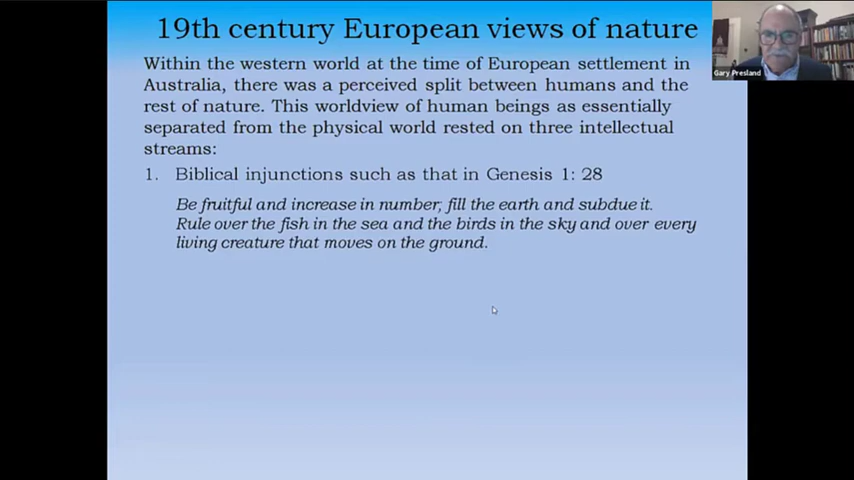 19th century European views of nature
Gary Presland
Within the western world at the time of European settlement in
Australia, there was a perceived split between humans and the
rest of nature. This worldview of human beings as essentially
separated from the physical world rested on three intellectual
streams:
1. Biblical injunctions such as that in Genesis 1: 28
Be fruitful and increase in number; fill the earth and subdue it.
Rule over the fish in the sea and the birds in the sky and over every
living creature that moves on the ground.